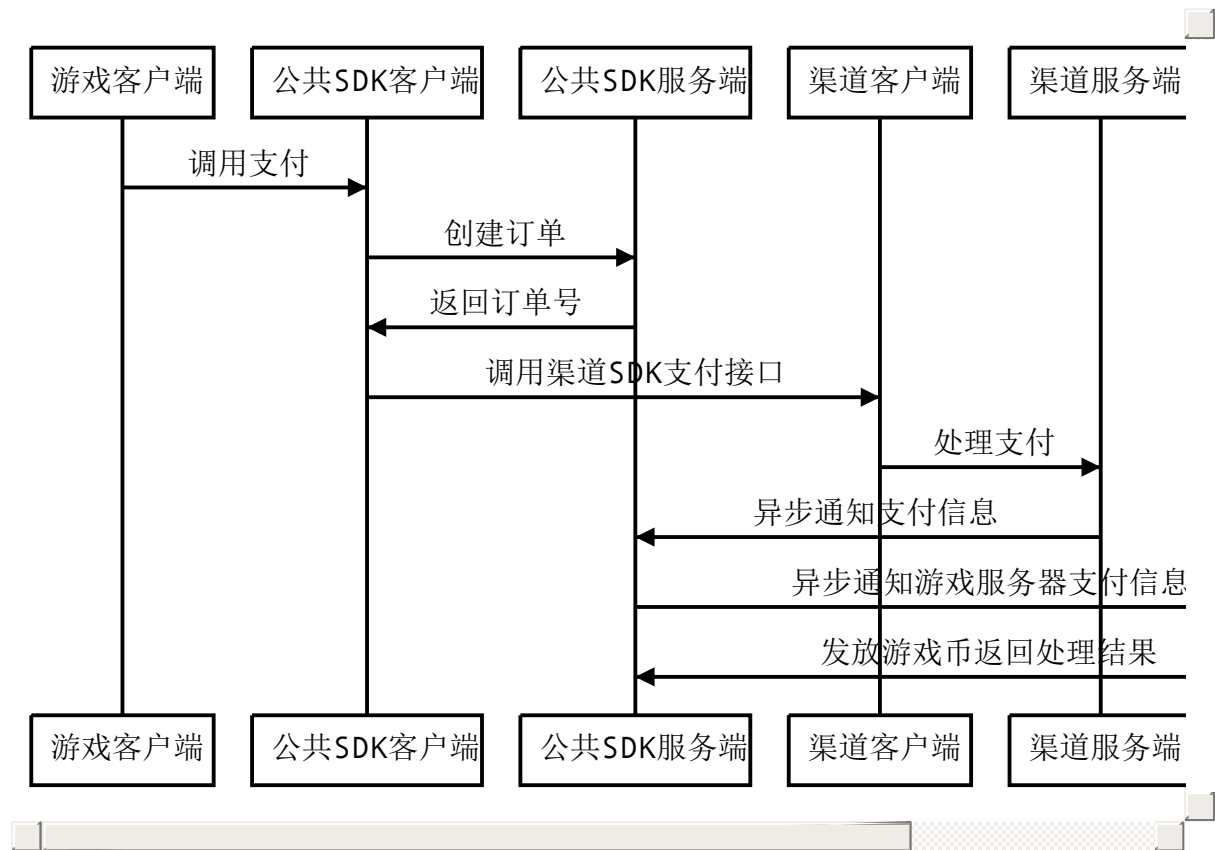 游戏客户端
公共SDK客户端
公共SDK服务端
渠道客户端
渠道服务端
调用支付
创建订单
返回订单号
调用渠道SDK支付接口
处理支付
异步通知支付信息
异步通知游戏服务器支付信息
发放游戏币返回处理结果
游戏客户端
公共SDK客户端
公共SDK服务端
渠道客户端
渠道服务端